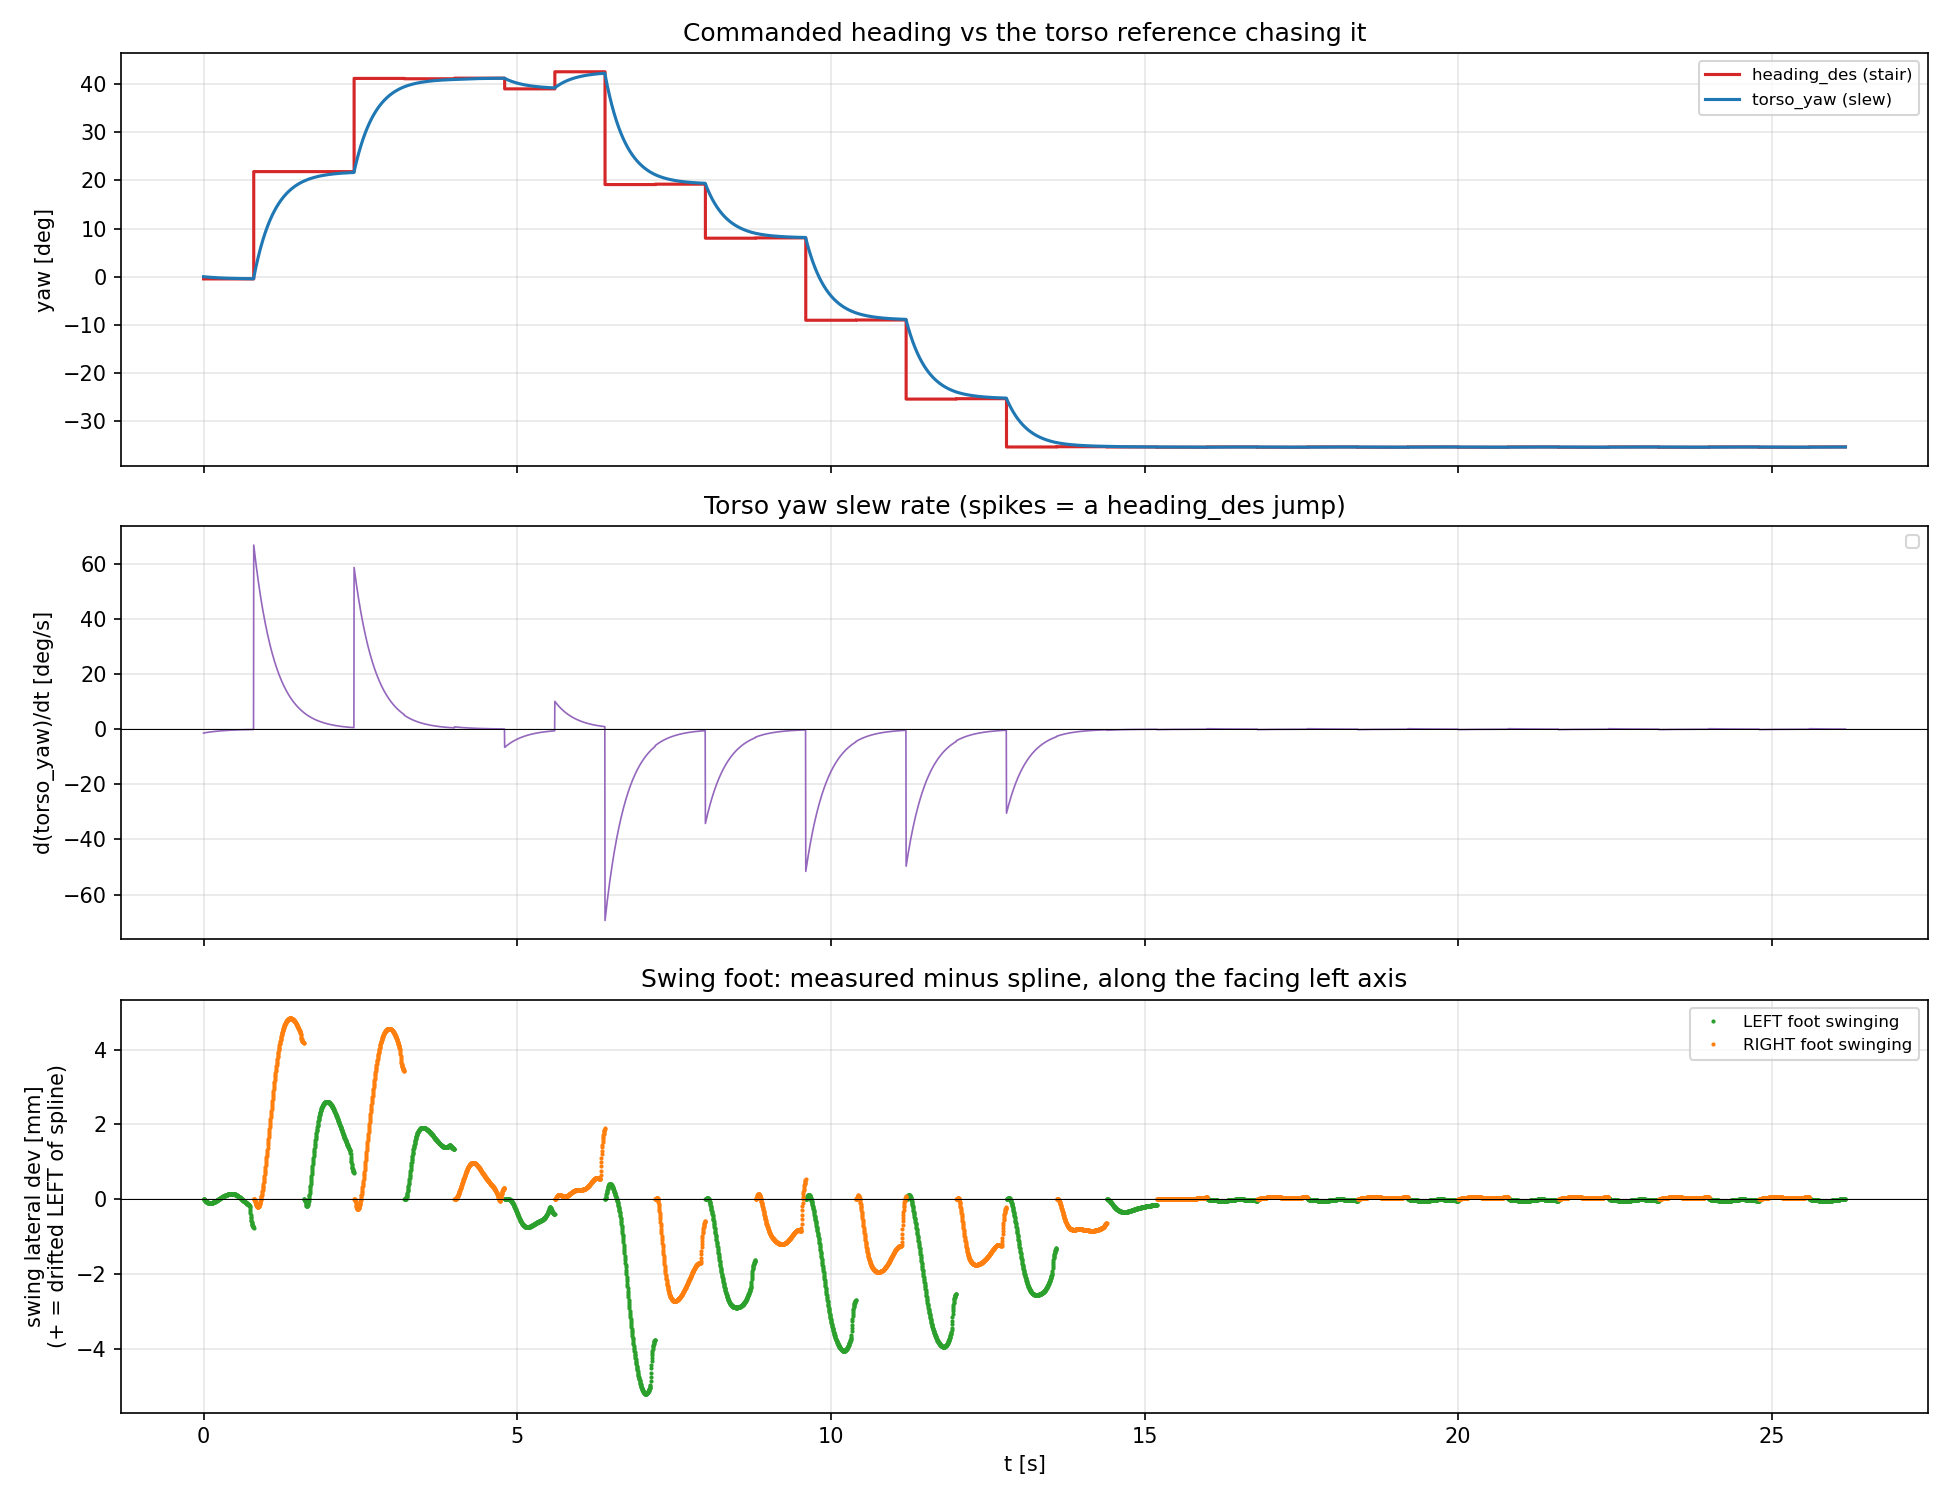 Commanded heading vs the torso reference chasing it
heading_des (stair)
torso_yaw (slew)
yaw [deg]
40
30
20
10
0
−10
−20
−30
Torso yaw slew rate (spikes = a heading_des jump)
d(torso_yaw)/dt [deg/s]
60
40
20
0
−20
−40
−60
Swing foot: measured minus spline, along the facing left axis
LEFT foot swinging
RIGHT foot swinging
swing lateral dev [mm]
(+ = drifted LEFT of spline)
4
2
0
−2
−4
0
5
10
15
20
25
t [s]